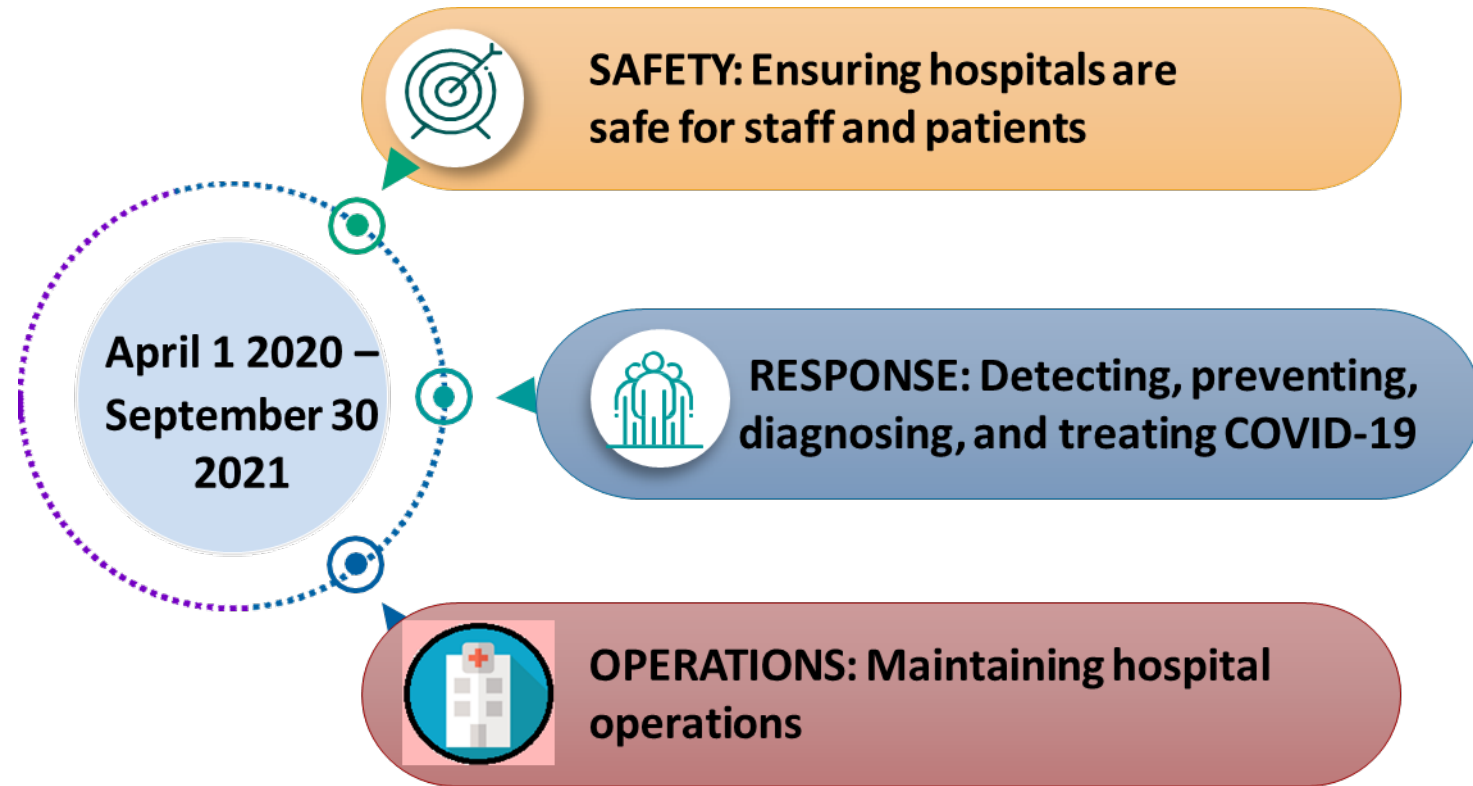 SAFETY: Ensuring hospitals are
safe for staff and patients
April 1 2020 –
September 30
2021
RESPONSE: Detecting, preventing,
diagnosing, and treating COVID-19
OPERATIONS: Maintaining hospital
operations